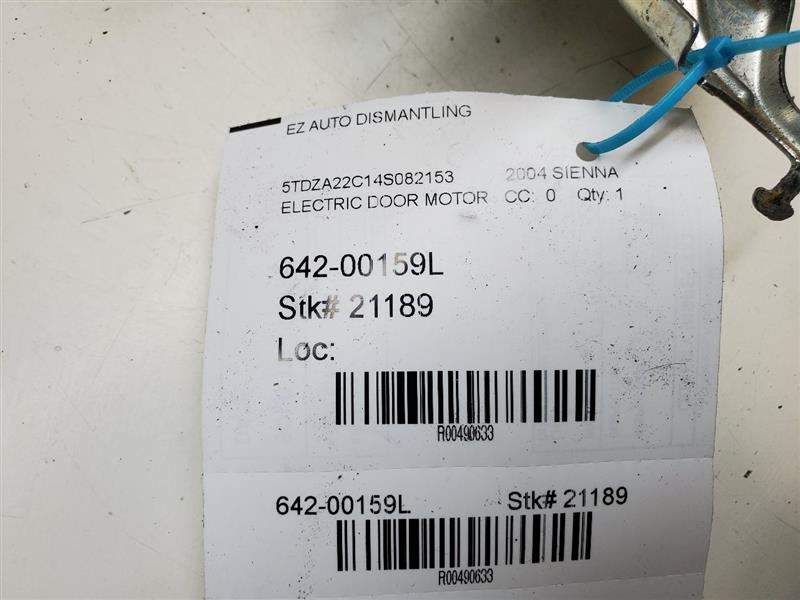 EZ AUTO DISMANTLING
5TDZA22C14S082153 2004 SIENNA
ELECTRIC DOOR MOTOR CC: 0 Qty: 1
642-00159L
Stk# 21189
Loc:
R00490633
642-00159L Stk# 21189
R00490633